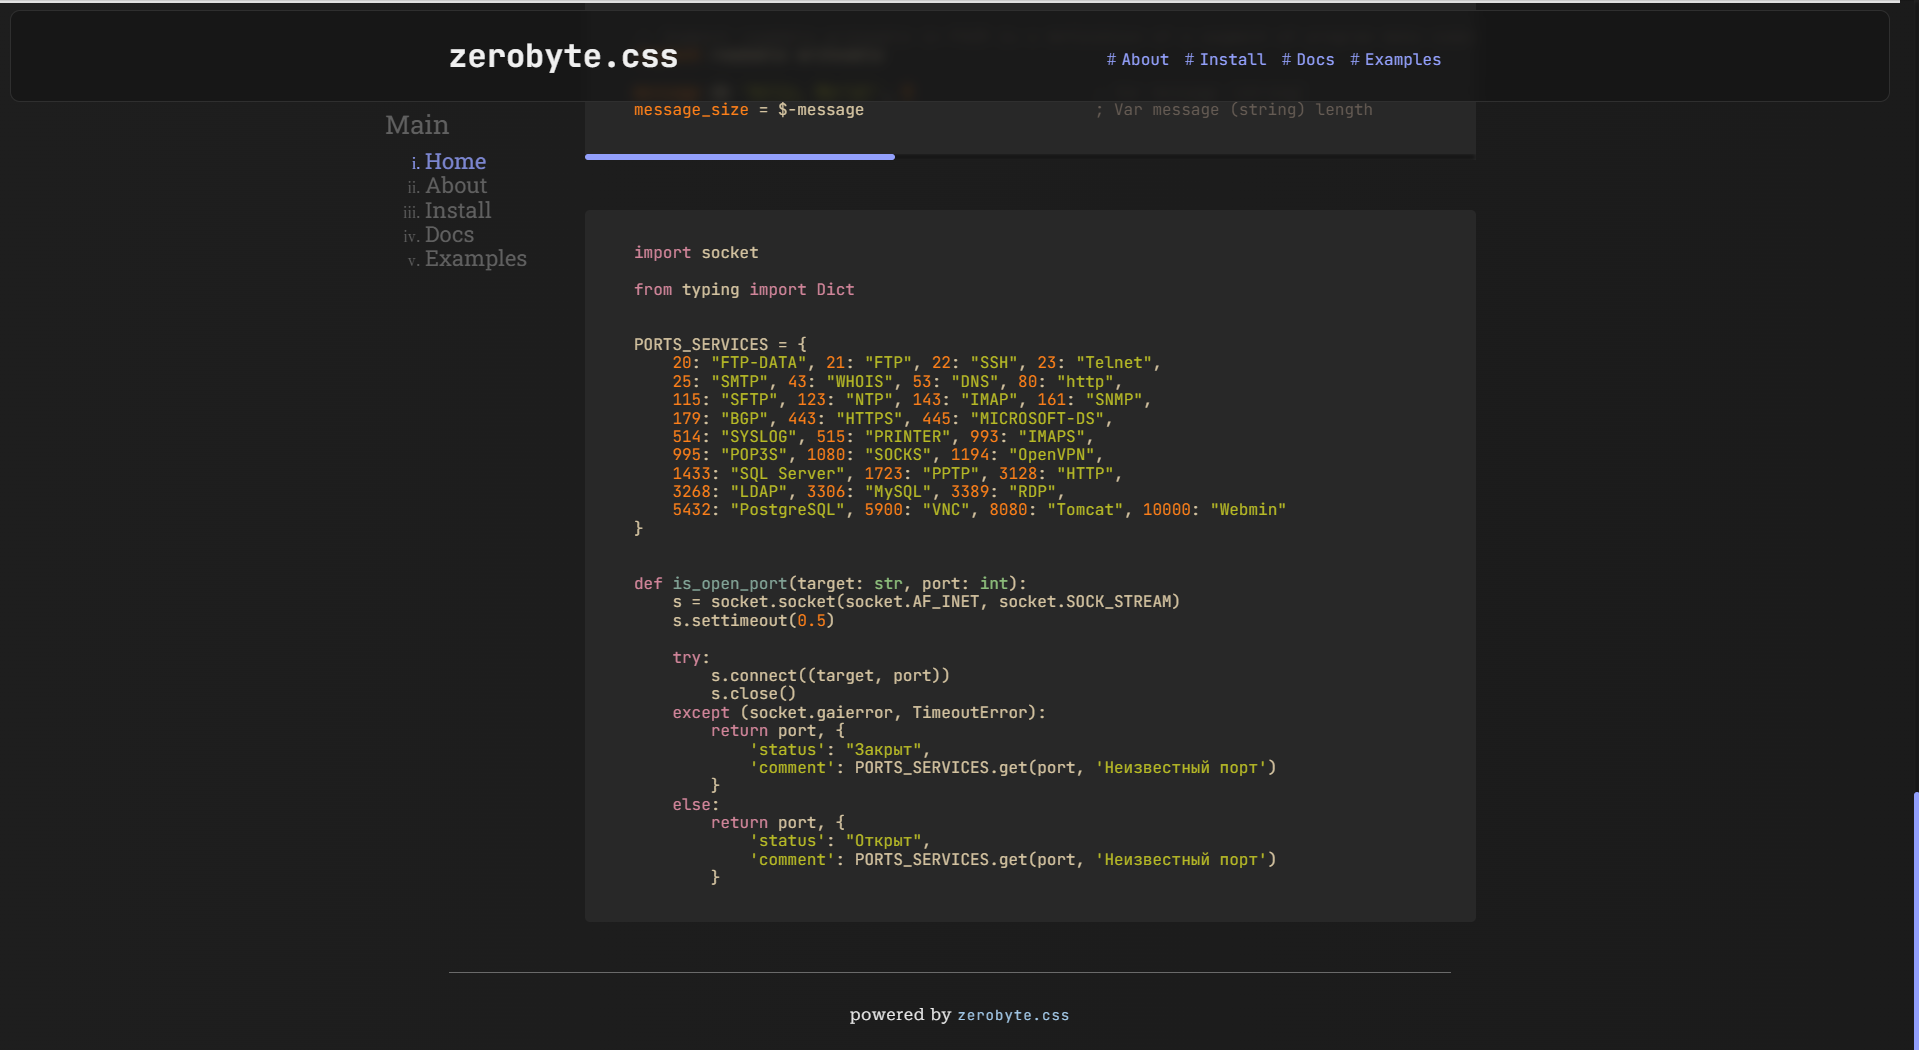 zerobyte.css
# About # Install # Docs # Examples
Main
i. Home
ii. About
iii. Install
iv. Docs
v. Examples
message_size = $-message ; Var message (string) length
import socket
from typing import Dict
PORTS_SERVICES = {
20: "FTP-DATA", 21: "FTP", 22: "SSH", 23: "Telnet",
25: "SMTP", 43: "WHOIS", 53: "DNS", 80: "http",
115: "SFTP", 123: "NTP", 143: "IMAP", 161: "SNMP",
179: "BGP", 443: "HTTPS", 445: "MICROSOFT-DS",
514: "SYSLOG", 515: "PRINTER", 993: "IMAPS",
995: "POP3S", 1080: "SOCKS", 1194: "OpenVPN",
1433: "SQL Server", 1723: "PPTP", 3128: "HTTP",
3268: "LDAP", 3306: "MySQL", 3389: "RDP",
5432: "PostgreSQL", 5900: "VNC", 8080: "Tomcat", 10000: "Webmin"
}
def is_open_port(target: str, port: int):
s = socket.socket(socket.AF_INET, socket.SOCK_STREAM)
s.settimeout(0.5)
try:
s.connect((target, port))
s.close()
except (socket.gaierror, TimeoutError):
return port, {
'status': "Закрыт",
'comment': PORTS_SERVICES.get(port, 'Неизвестный порт')
}
else:
return port, {
'status': "Открыт",
'comment': PORTS_SERVICES.get(port, 'Неизвестный порт')
}
powered by zerobyte.css